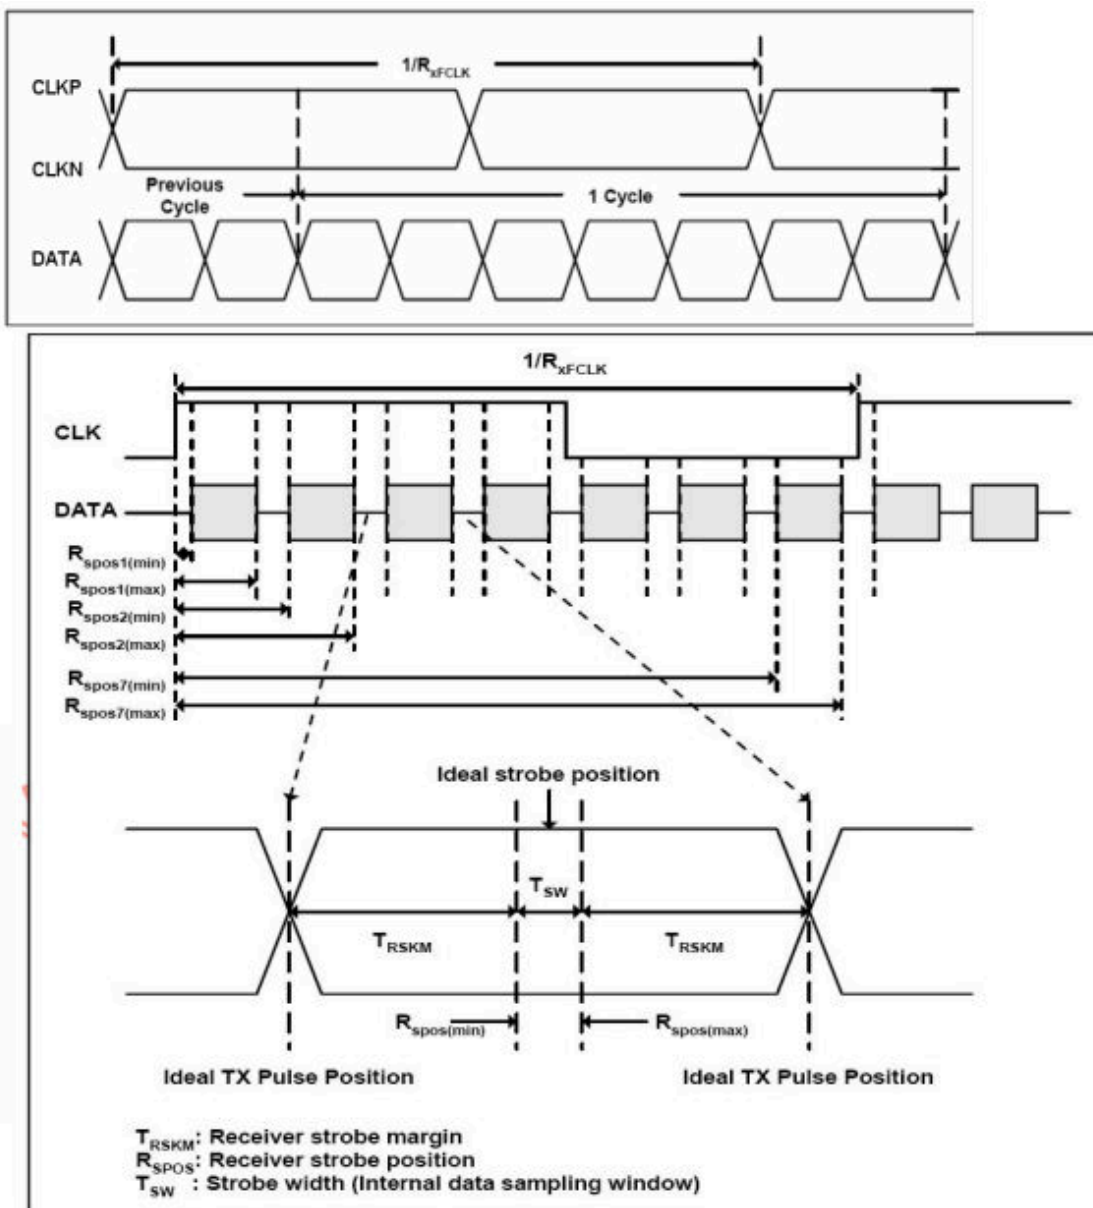 1/RxFCLK
CLKP
CLKN
Previous
Cycle
1 Cycle
DATA
1/RxFCLK
CLK
DATA
Rspos1(min)
Rspos1(max)
Rspos2(min)
Rspos2(max)
Rspos7(min)
Rspos7(max)
Ideal strobe position
TSW
TRSKM
TRSKM
Rspos(min)
Rspos(max)
Ideal TX Pulse Position
Ideal TX Pulse Position
TRSKM: Receiver strobe margin
RSPOS: Receiver strobe position
TSW : Strobe width (Internal data sampling window)